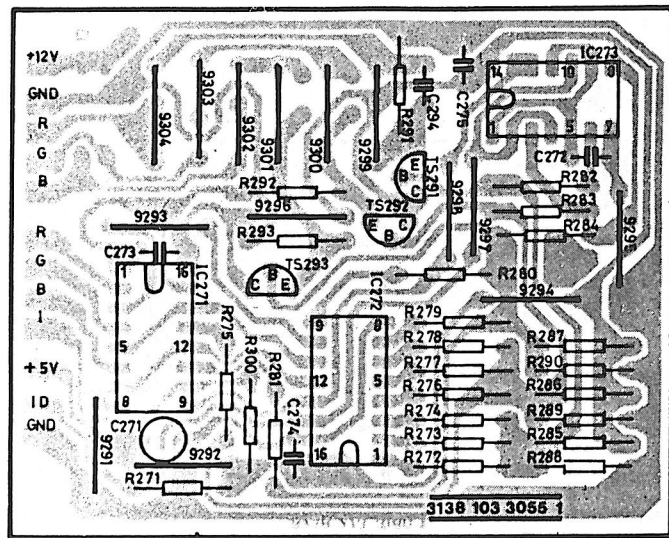 +12V
GND
R
G
B
R
G
B
I
+5V
ID
GND
9304
9303
9302
9301
9300
9299
R291
C294
C275
IC273
14 10 8
1 5 7
C272
R292
9296
R293
TS291
E
B
C
TS292
E C
B
9298
9297
R282
R283
R284
9295
9293
C273
IC271
1 16
5 12
8 9
TS293
B
C E
IC272
9 8
12 5
16 1
R280
9294
R279
R278
R277
R276
R274
R273
R272
R287
R290
R286
R289
R285
R288
R275
R300
R281
C274
C271
9291
9292
R271
3138 103 3055 1